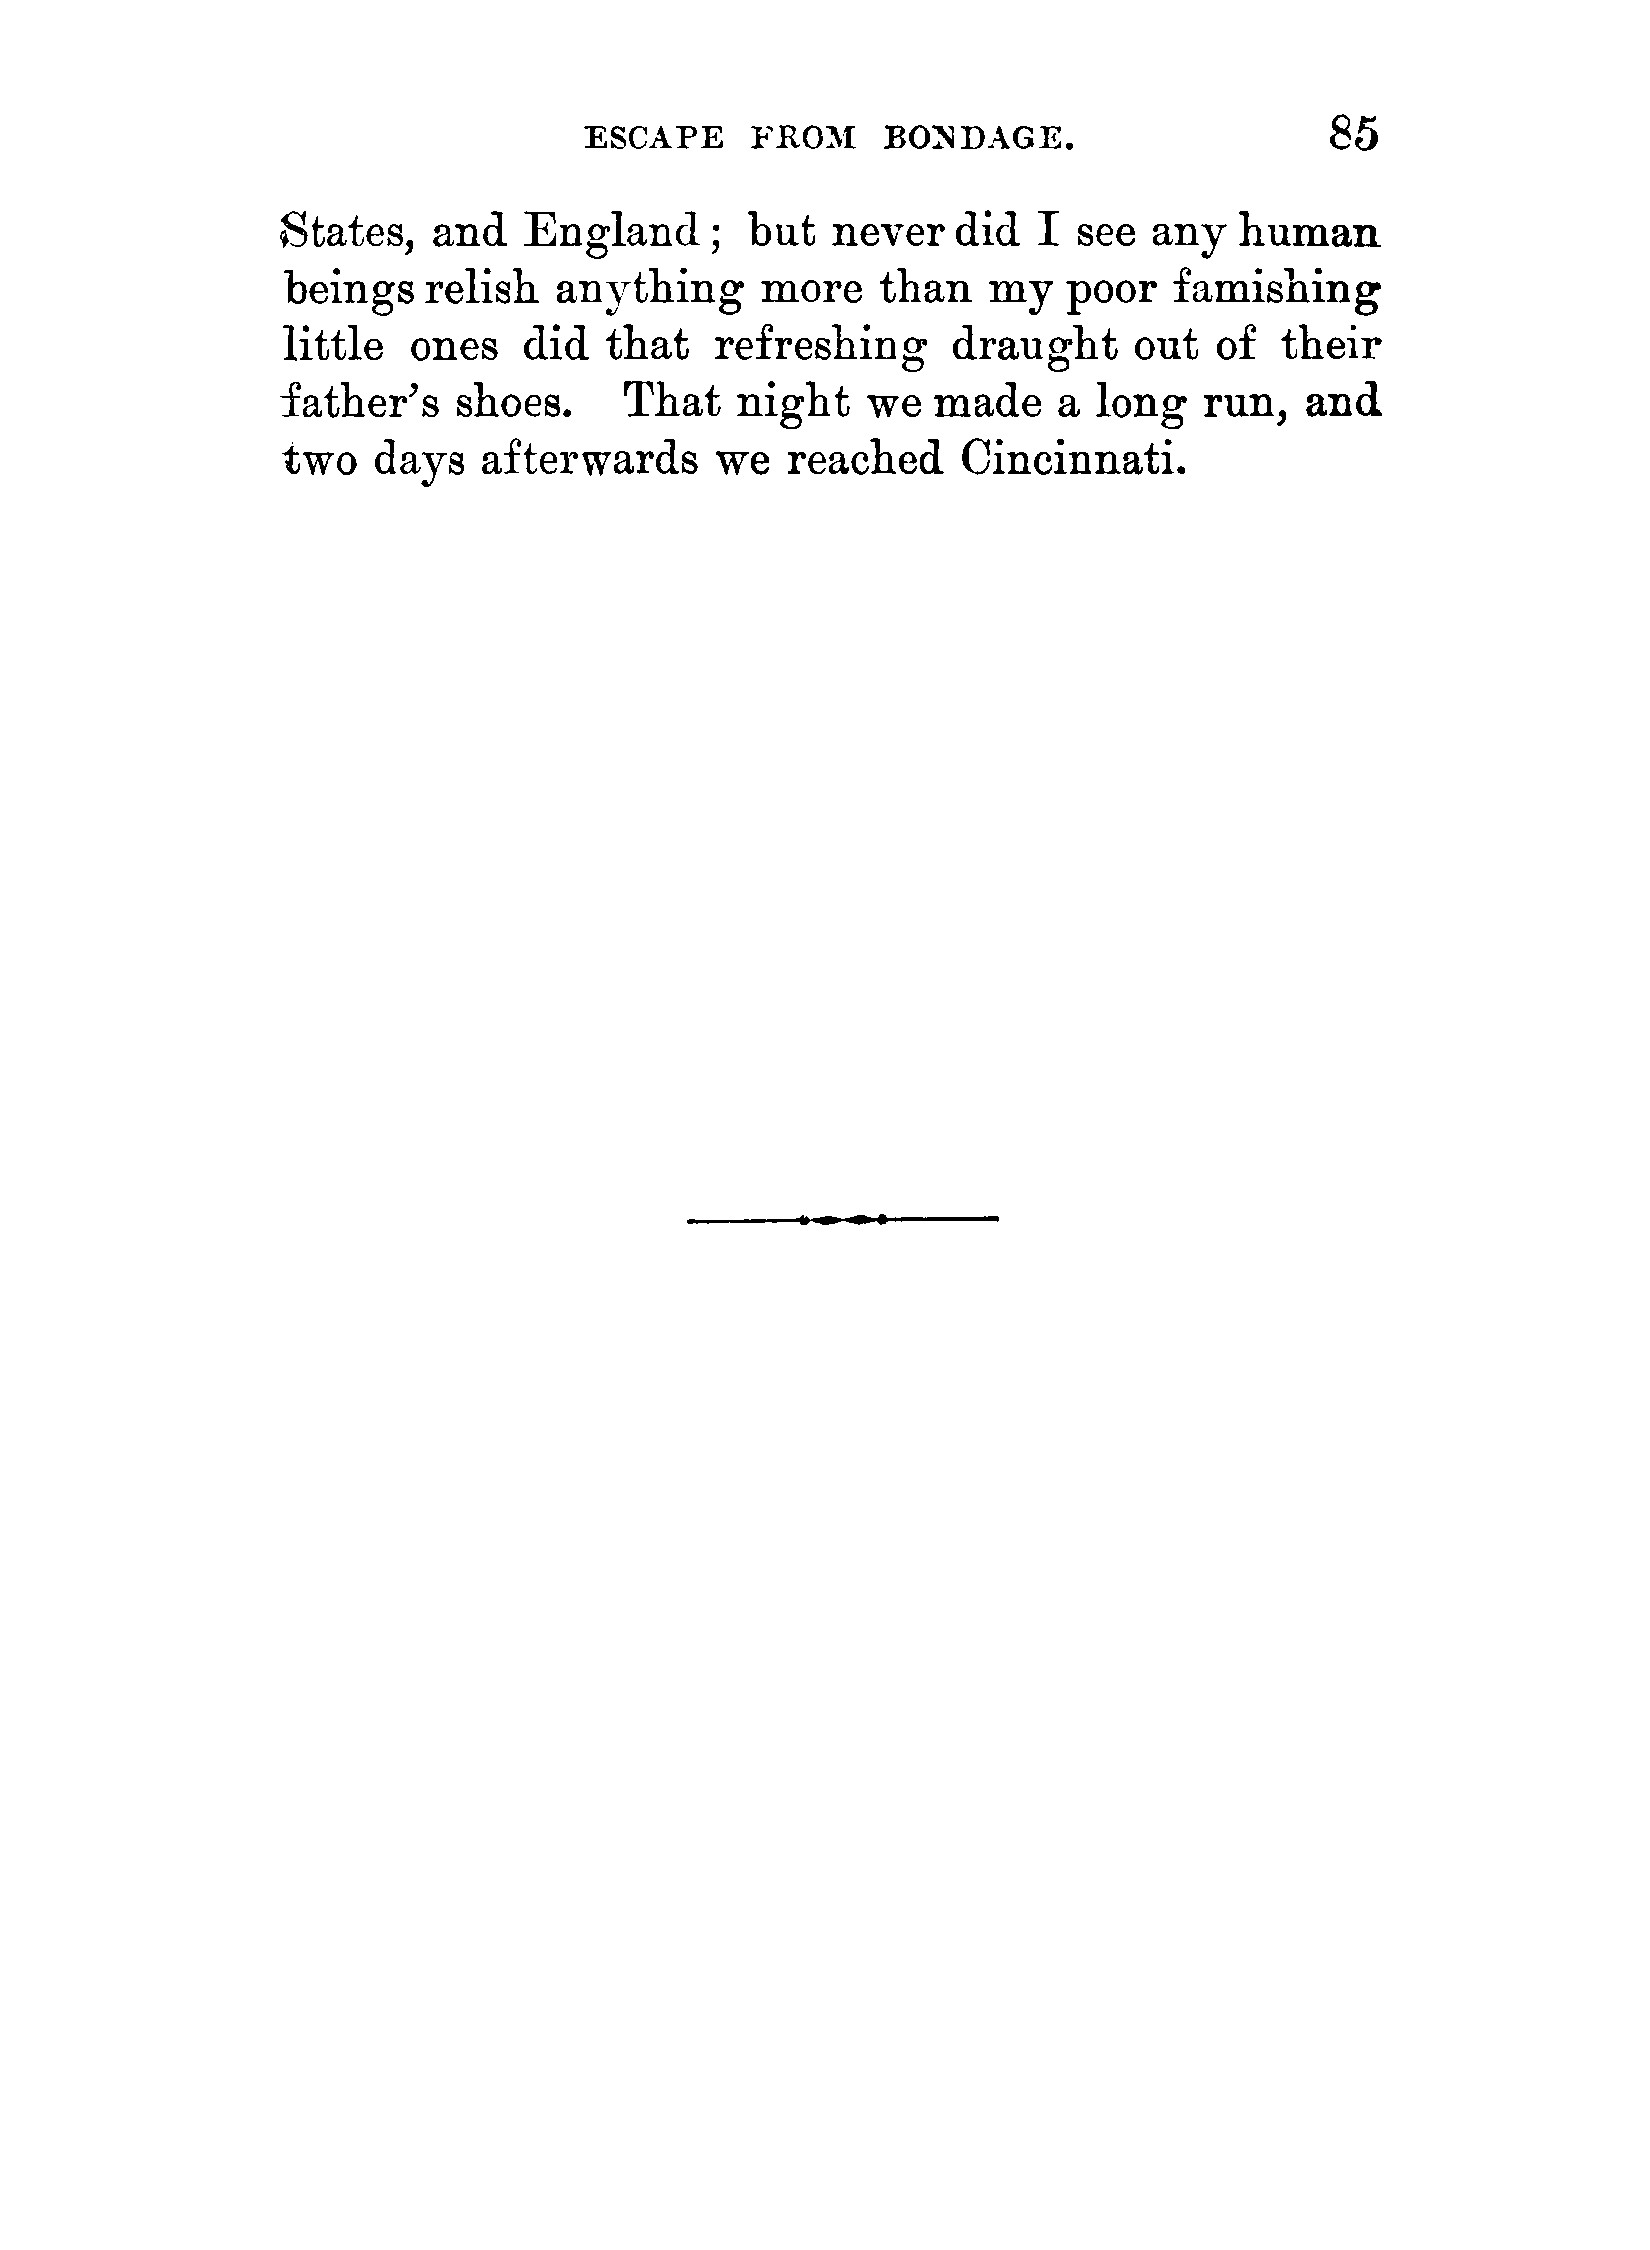 ESCAPE FROM BONDAGE. 85
States, and England; but never did I see any human
beings relish anything more than my poor famishing
little ones did that refreshing draught out of their
father's shoes. That night we made a long run, and
two days afterwards we reached Cincinnati.